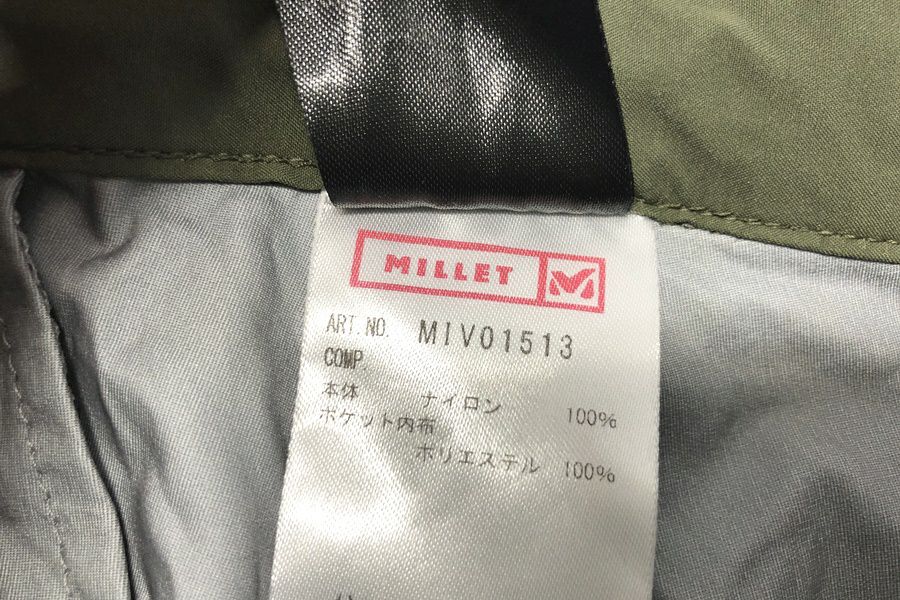 MILLET
ART.NO. MIV01513
COMP.
本体 ナイロン 100%
ポケット内布
ポリエステル 100%